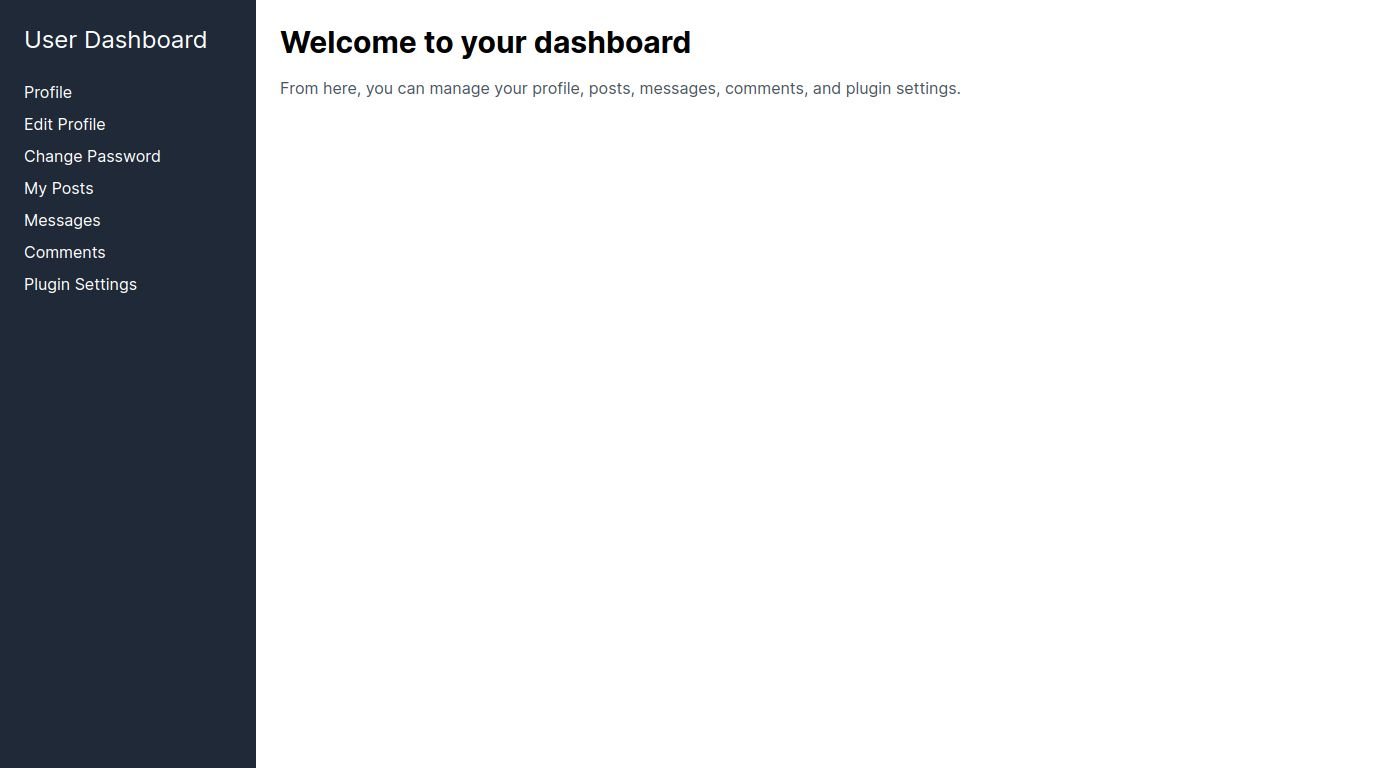 User Dashboard
Profile
Edit Profile
Change Password
My Posts
Messages
Comments
Plugin Settings
Welcome to your dashboard
From here, you can manage your profile, posts, messages, comments, and plugin settings.